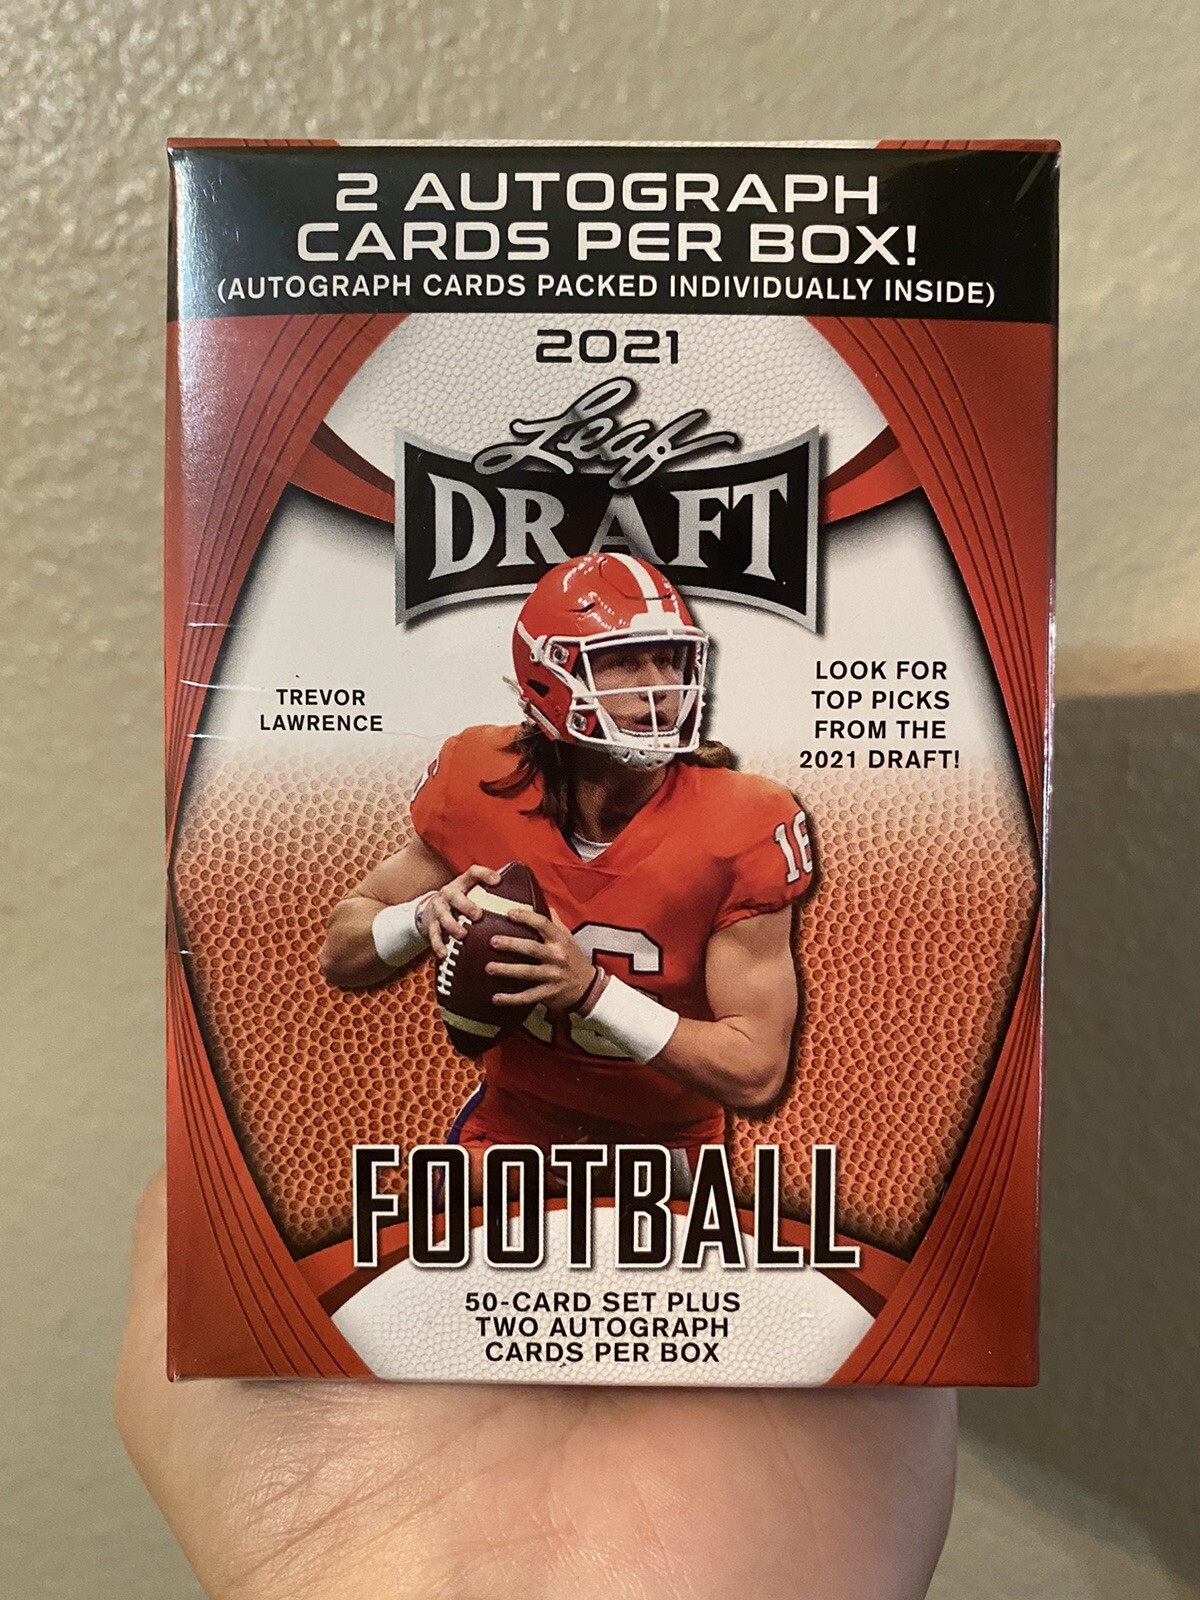 2 AUTOGRAPH
CARDS PER BOX!
(AUTOGRAPH CARDS PACKED INDIVIDUALLY INSIDE)
2021
Leaf
DRAFT
TREVOR
LAWRENCE
LOOK FOR
TOP PICKS
FROM THE
2021 DRAFT!
16
16
FOOTBALL
50-CARD SET PLUS
TWO AUTOGRAPH
CARDS PER BOX